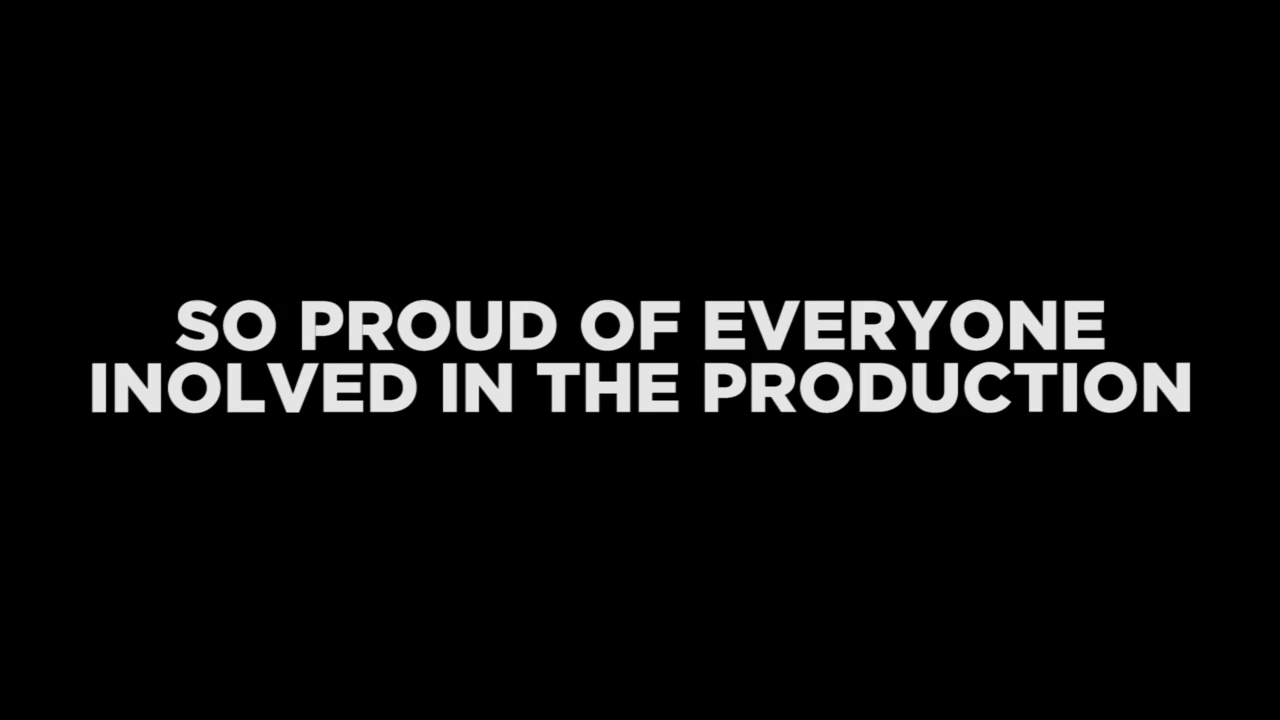 SO PROUD OF EVERYONE
INOLVED IN THE PRODUCTION